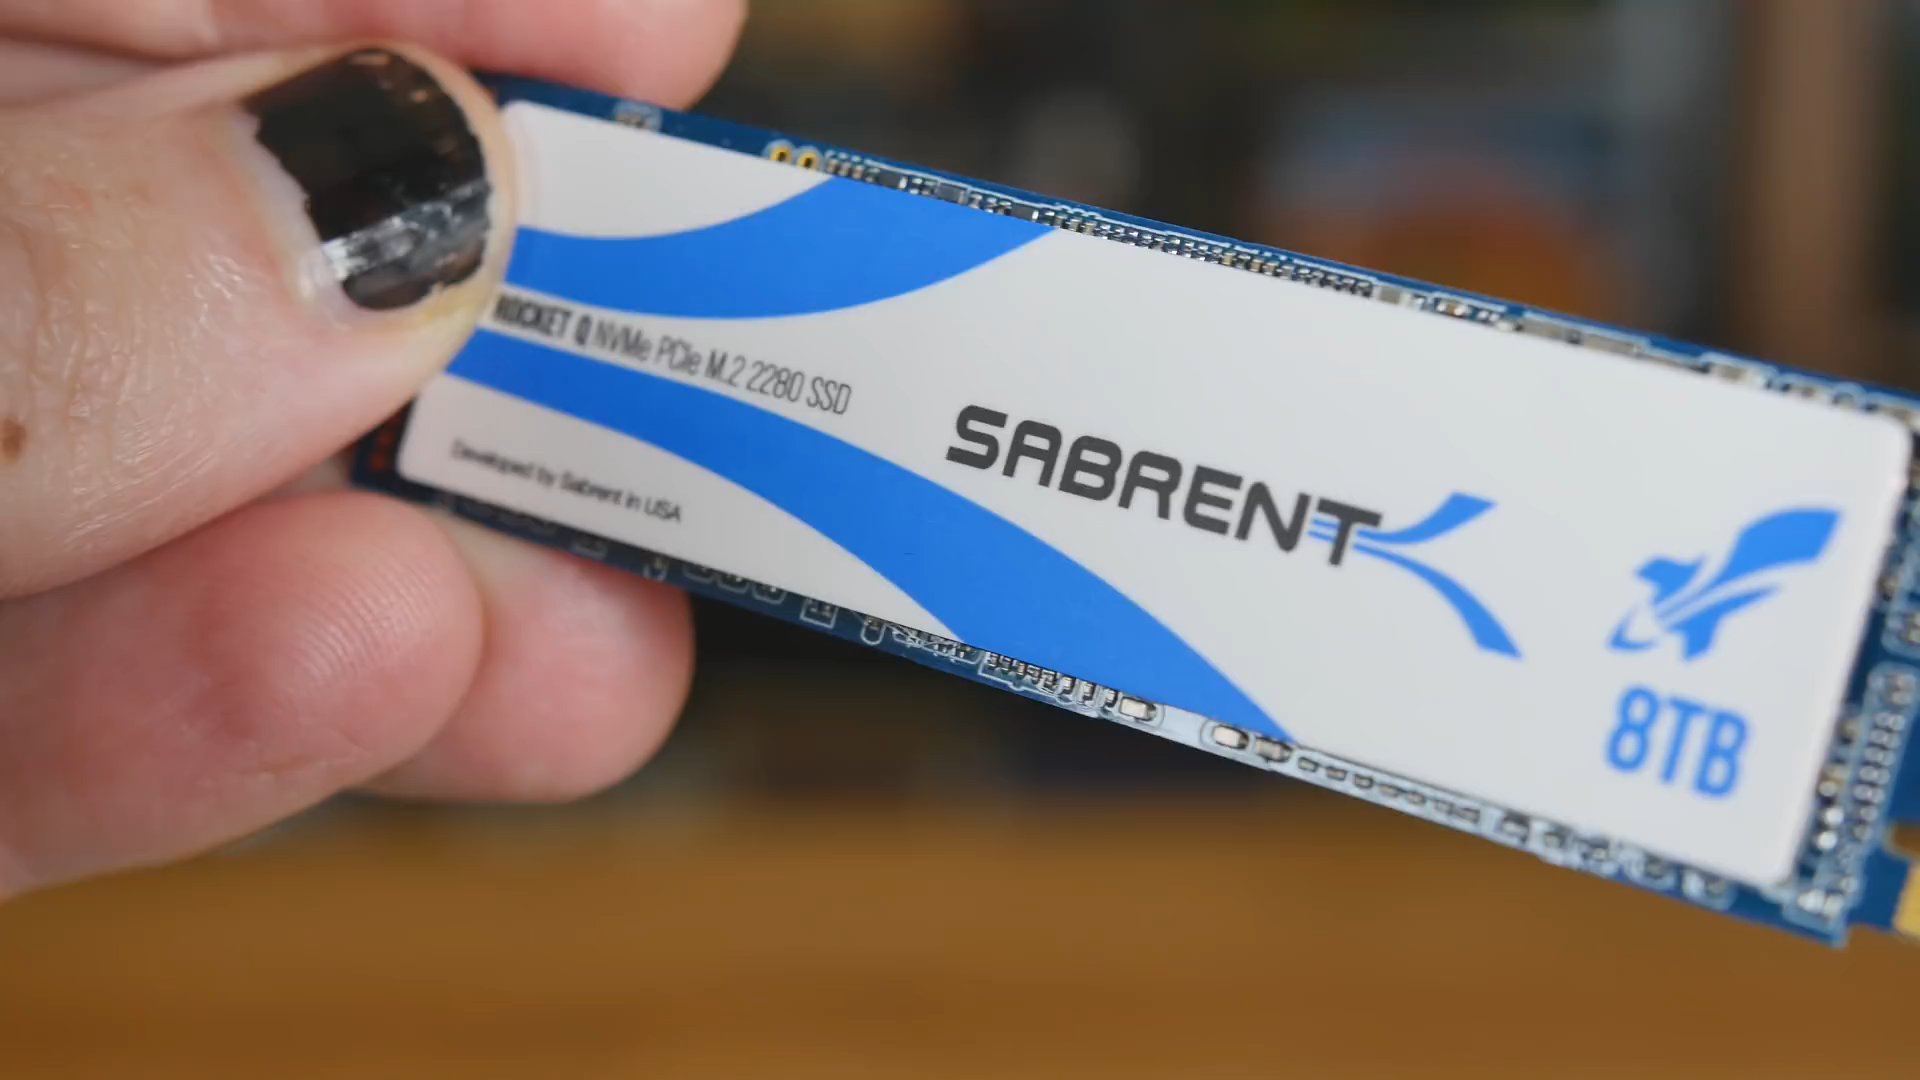 ROCKET Q NVMe PCIe M.2 2280 SSD
SABRENT
Developed by Sabrent in USA
8TB